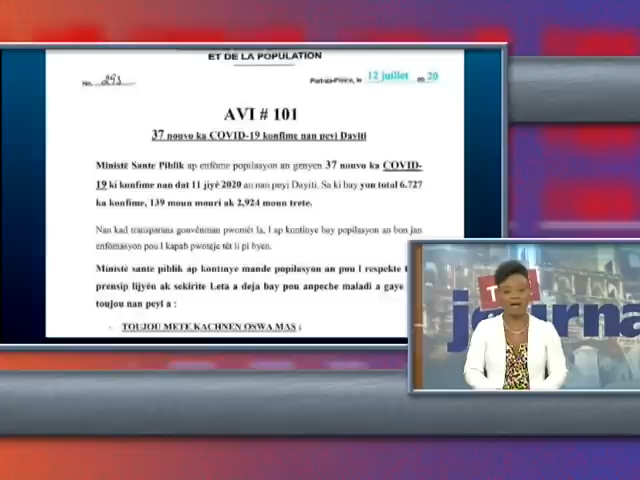 ET DE LA POPULATION
No. 293
Port-au-Prince, le 12 juillet 20 20
AVI # 101
37 nouvo ka COVID-19 konfime nan peyi Dayiti
Ministè Sante Piblik ap enfòme popilasyon an genyen 37 nouvo ka COVID-
19 ki konfime nan dat 11 jiyè 2020 an nan peyi Dayiti. Sa ki bay yon total 6.727
ka konfime, 139 moun mouri ak 2,924 moun trete.
Nan kad transparans gouvènman pwomèt la, l ap kontinye bay popilasyon an bon jan
enfòmasyon pou l kapab pwoteje tèt li pi byen.
Ministè sante piblik ap kontinye mande popilasyon an pou l respekte
prensip lijyèn ak sekirite Leta a deja bay pou anpeche maladi a gaye
toujou nan peyi a :
- TOUJOU METE KACHNEN OSWA MAS ;
journa